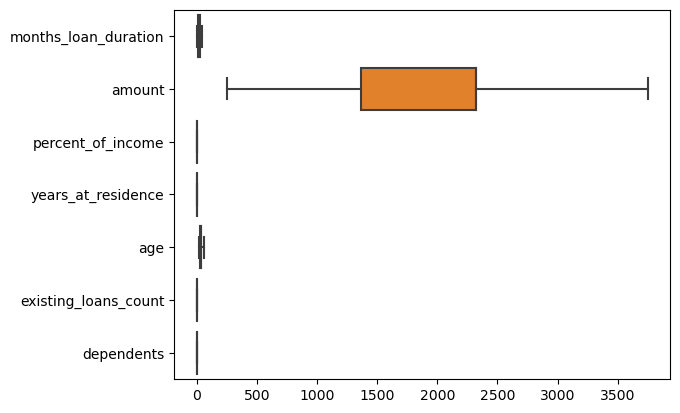 months_loan_duration
amount
percent_of_income
years_at_residence
age
existing_loans_count
dependents
0 500 1000 1500 2000 2500 3000 3500